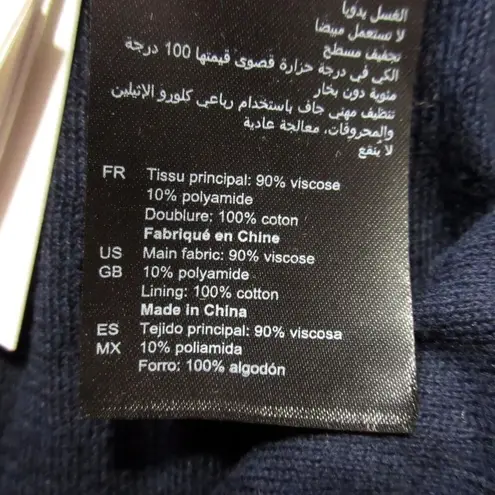 الغسل يدويا
لا تستعمل مبيضا
تجفيف مسطح
الكي في درجة حرارة قصوى قيمتها 100 درجة
مئوية دون بخار
تنظيف مهني جاف باستخدام رباعي كلورو الإثيلين
والمحروقات، معالجة عادية
لا ينقع
FR Tissu principal: 90% viscose
10% polyamide
Doublure: 100% coton
Fabriqué en Chine
US Main fabric: 90% viscose
GB 10% polyamide
Lining: 100% cotton
Made in China
ES Tejido principal: 90% viscosa
MX 10% poliamida
Forro: 100% algodón